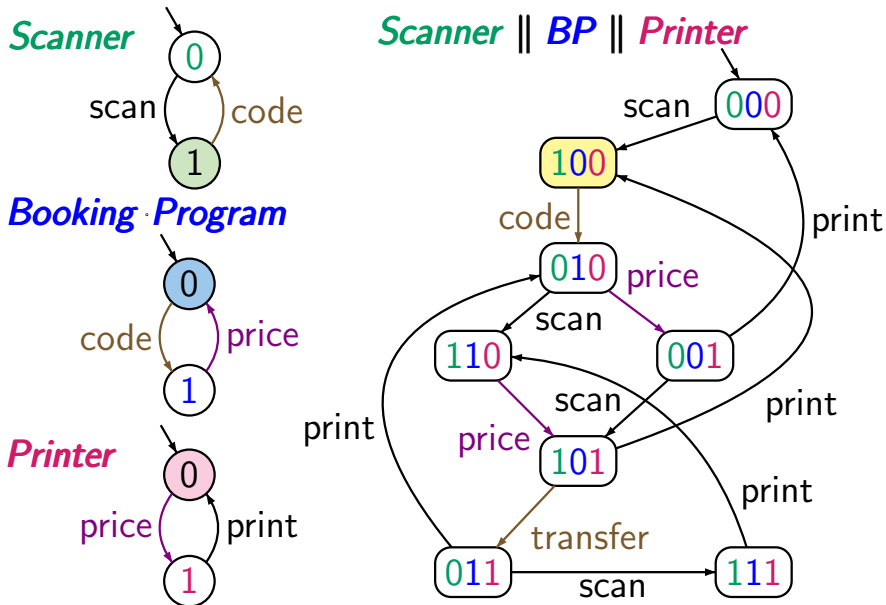 Scanner
0
scan
code
1
Booking Program
0
code
price
1
Printer
0
price
print
1
Scanner || BP || Printer
000
scan
100
code
print
010
price
scan
110
001
scan
print
price
print
101
print
transfer
011
scan
111